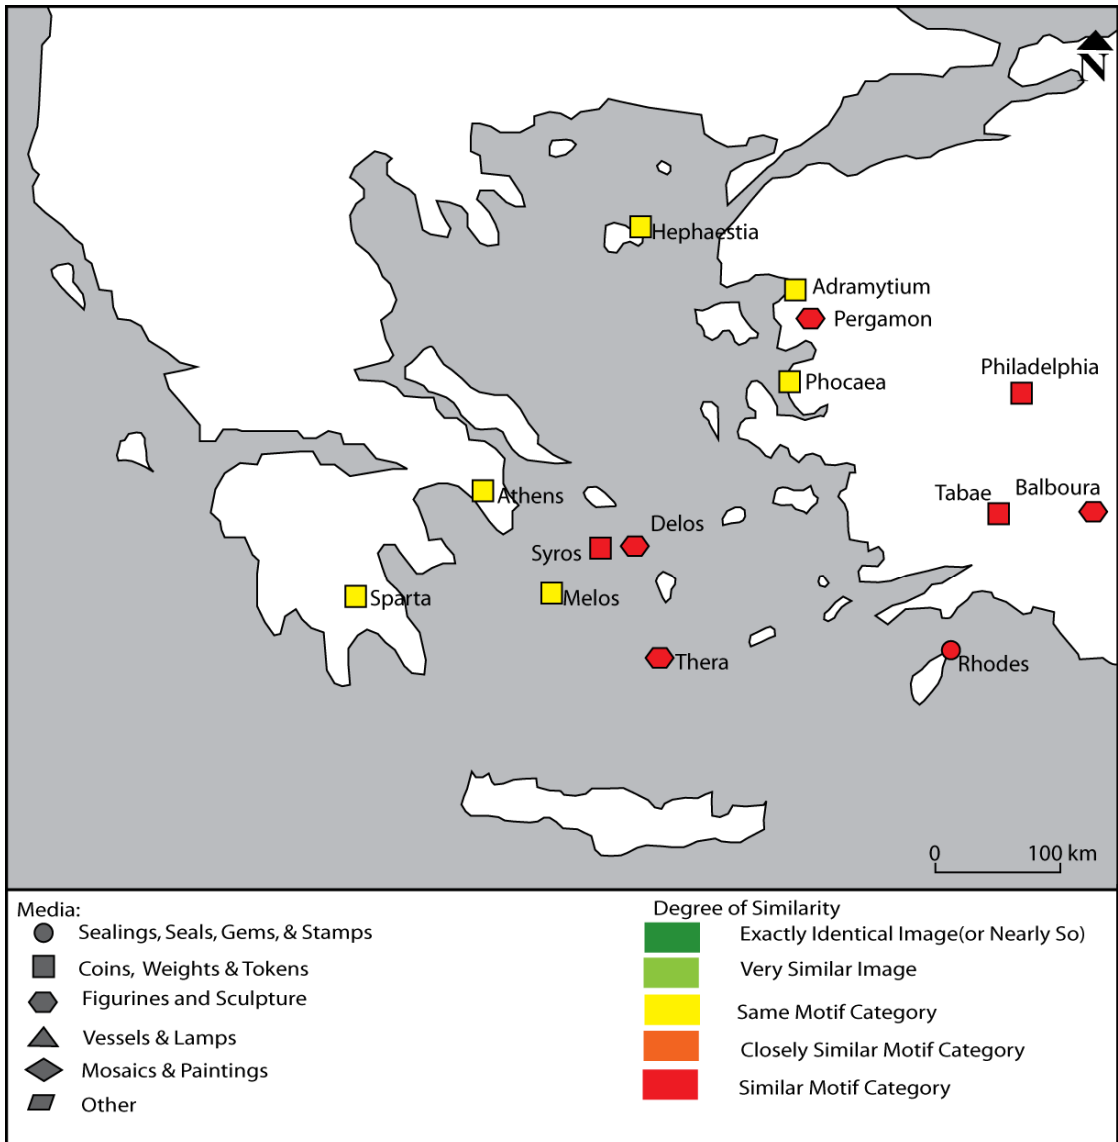 N
Hephaestia
Adramytium
Pergamon
Philadelphia
Phocaea
Athens
Tabae
Balboura
Delos
Syros
Sparta
Melos
Thera
Rhodes
0 100 km
Media:
Sealings, Seals, Gems, & Stamps
Coins, Weights & Tokens
Figurines and Sculpture
Vessels & Lamps
Mosaics & Paintings
Other
Degree of Similarity
Exactly Identical Image(or Nearly So)
Very Similar Image
Same Motif Category
Closely Similar Motif Category
Similar Motif Category